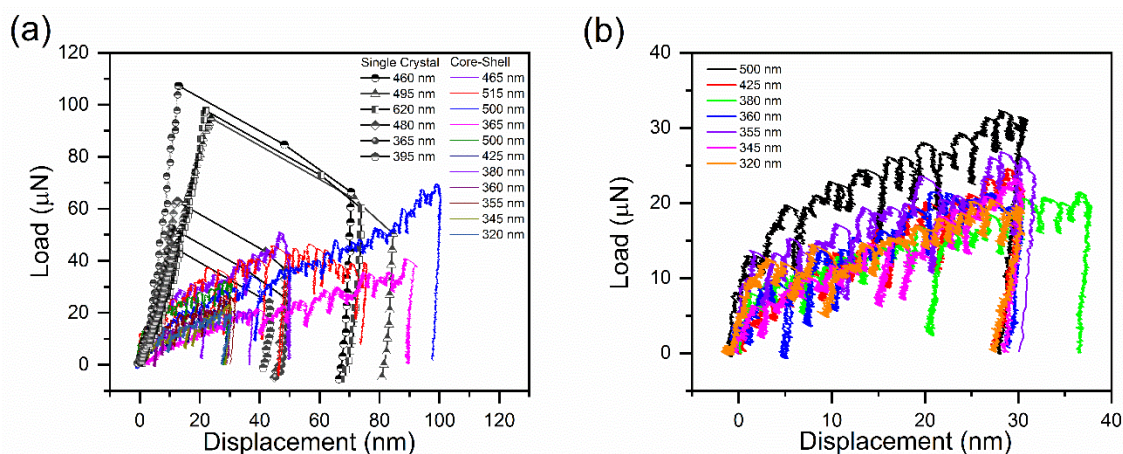 (a)
120
100
80
60
40
20
0
Load (μN)
0 20 40 60 80 100 120
Displacement (nm)
Single Crystal Core-Shell
460 nm 465 nm
495 nm 515 nm
620 nm 500 nm
480 nm 365 nm
365 nm 500 nm
395 nm 425 nm
380 nm
360 nm
355 nm
345 nm
320 nm
(b)
40
30
20
10
0
Load (μN)
0 10 20 30 40
Displacement (nm)
500 nm
425 nm
380 nm
360 nm
355 nm
345 nm
320 nm